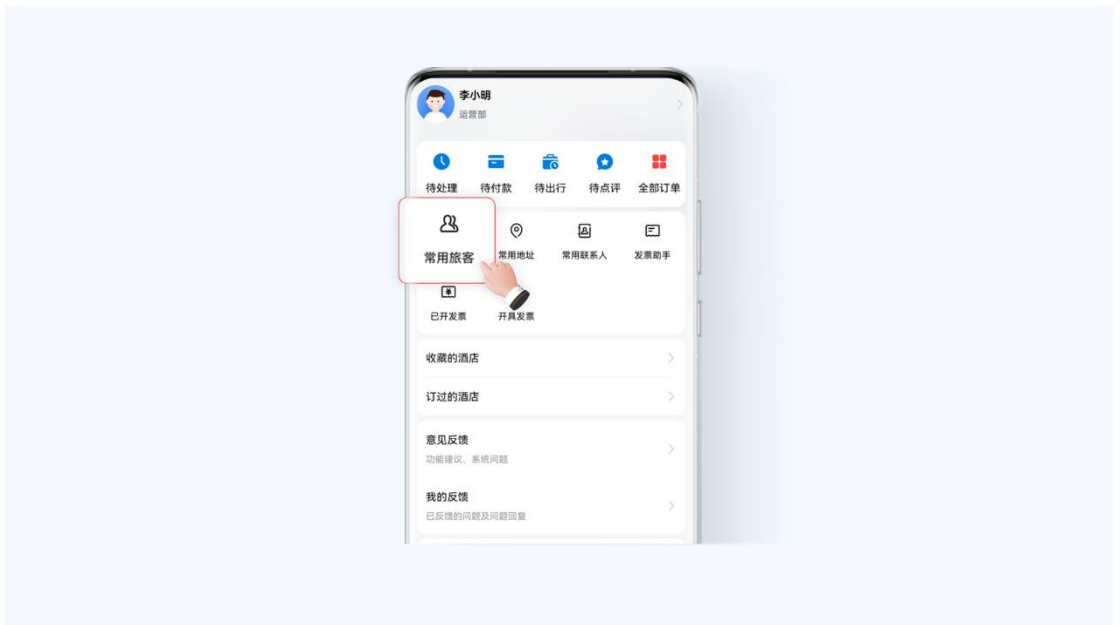 李小明
运营部
待处理 待付款 待出行 待点评 全部订单
常用旅客 常用地址 常用联系人 发票助手
已开发票 开具发票
收藏的酒店
订过的酒店
意见反馈
功能建议、系统问题
我的反馈
已反馈的问题及问题回复